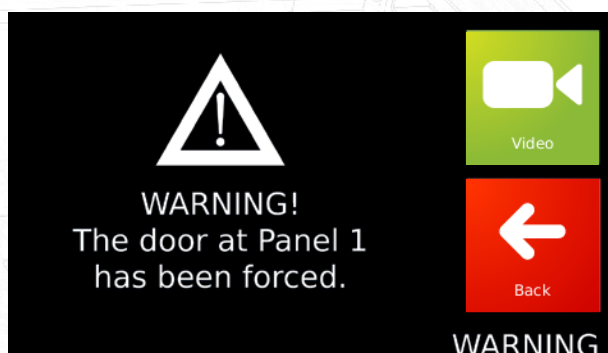 WARNING!
The door at Panel 1
has been forced.
Video
Back
WARNING